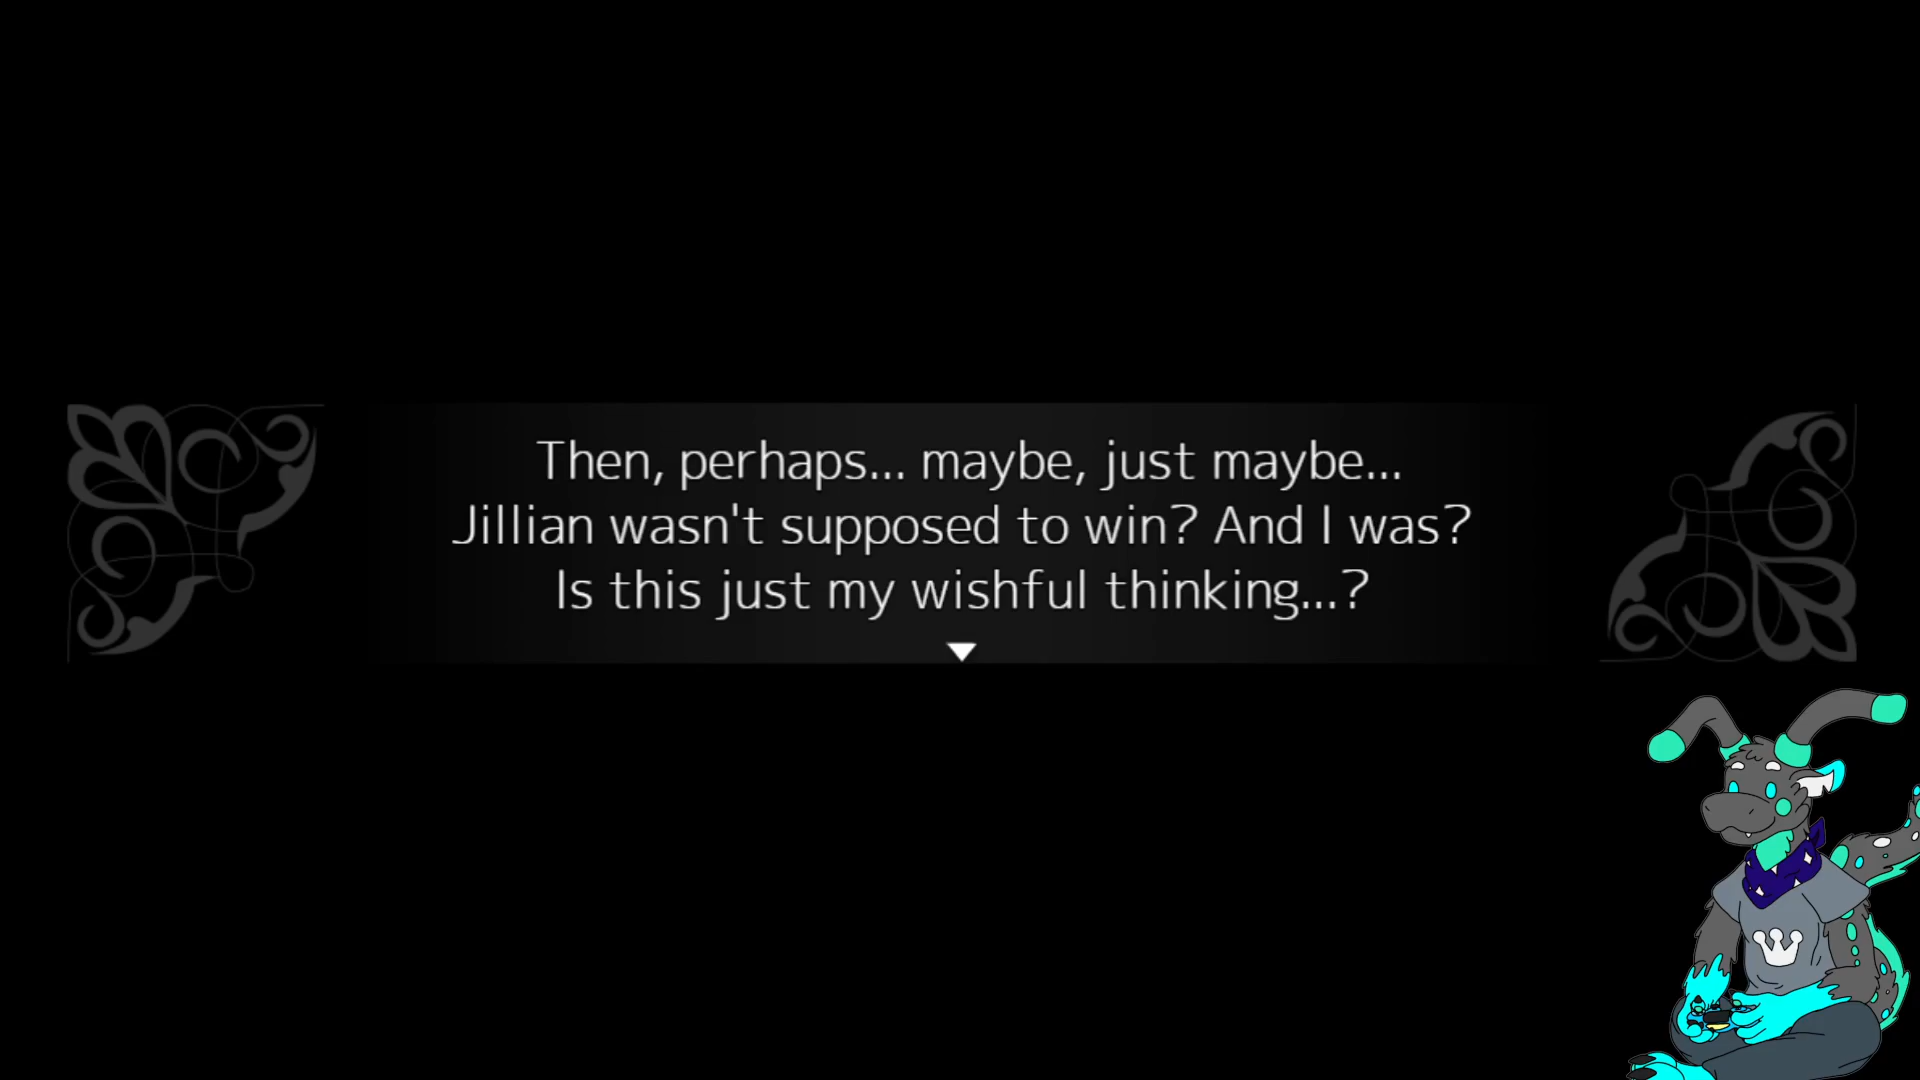 Then, perhaps... maybe, just maybe...
Jillian wasn't supposed to win? And I was?
Is this just my wishful thinking...?